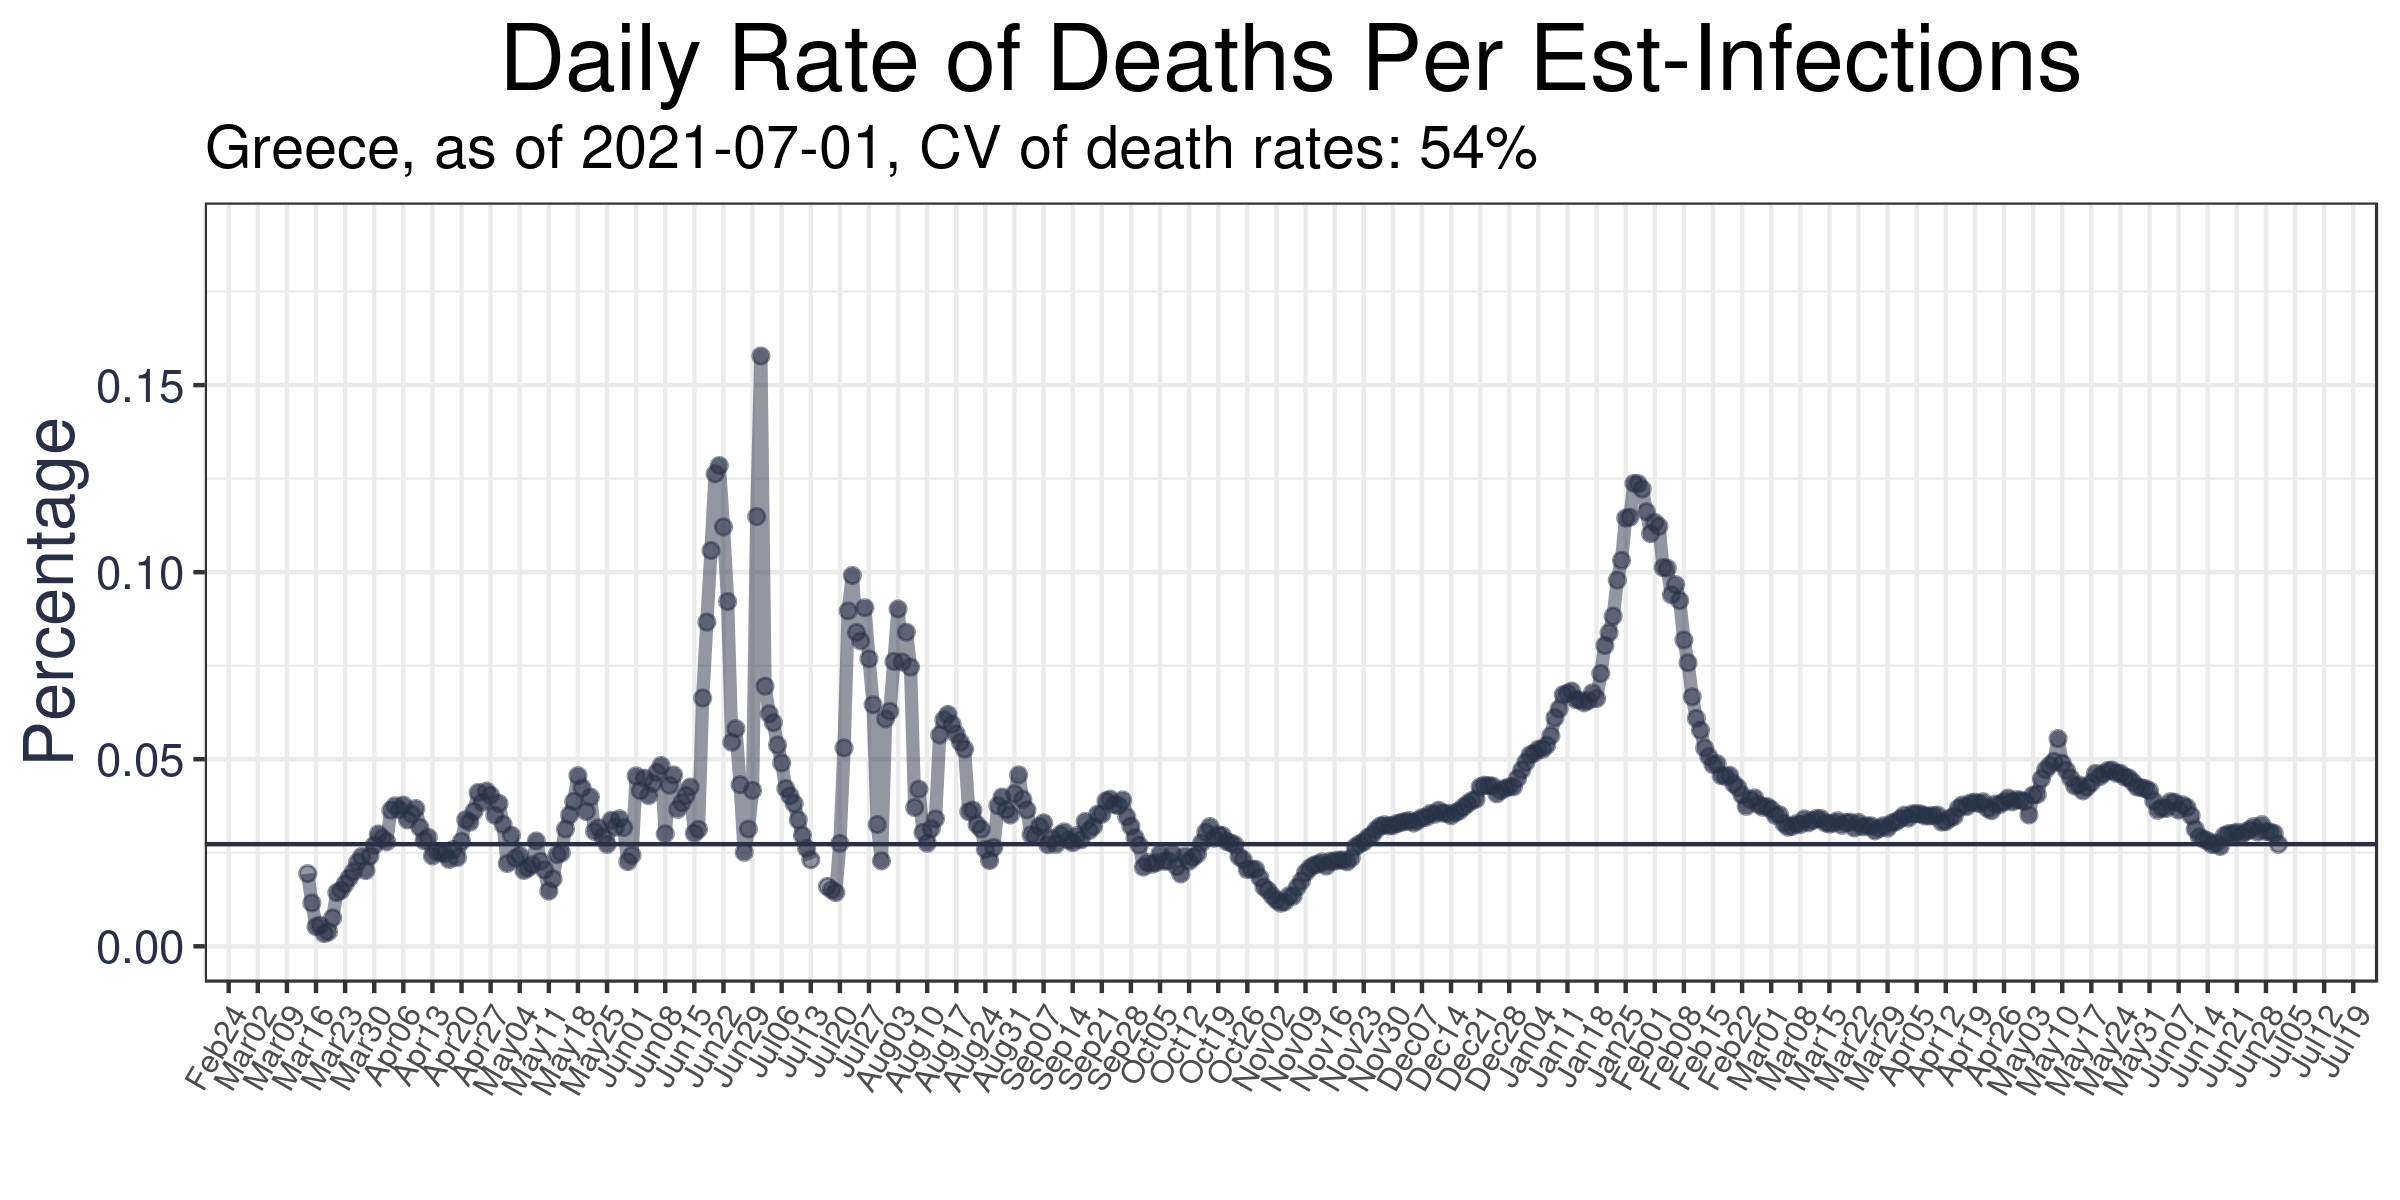 Daily Rate of Deaths Per Est-Infections
Greece, as of 2021-07-01, CV of death rates: 54%
Percentage
0.15
0.10
0.05
0.00
Feb24
Mar02
Mar09
Mar16
Mar23
Mar30
Apr06
Apr13
Apr20
Apr27
May04
May11
May18
May25
Jun01
Jun08
Jun15
Jun22
Jun29
Jul06
Jul13
Jul20
Jul27
Aug03
Aug10
Aug17
Aug24
Aug31
Sep07
Sep14
Sep21
Sep28
Oct05
Oct12
Oct19
Oct26
Nov02
Nov09
Nov16
Nov23
Nov30
Dec07
Dec14
Dec21
Dec28
Jan04
Jan11
Jan18
Jan25
Feb01
Feb08
Feb15
Feb22
Mar01
Mar08
Mar15
Mar22
Mar29
Apr05
Apr12
Apr19
Apr26
May03
May10
May17
May24
May31
Jun07
Jun14
Jun21
Jun28
Jul05
Jul12
Jul19